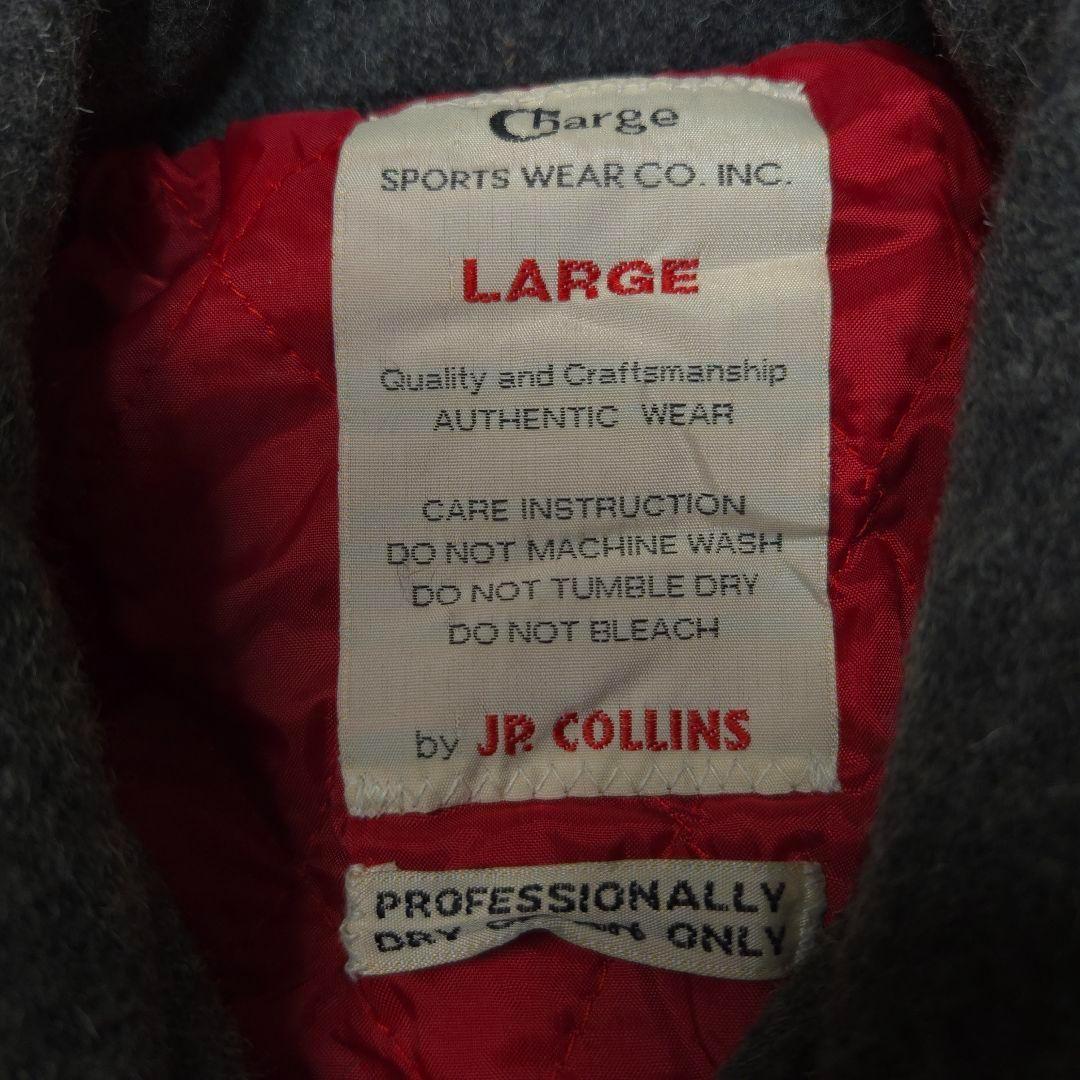 Charge
SPORTS WEAR CO. INC.
LARGE
Quality and Craftsmanship
AUTHENTIC WEAR
CARE INSTRUCTION
DO NOT MACHINE WASH
DO NOT TUMBLE DRY
DO NOT BLEACH
by J.P. COLLINS
PROFESSIONALLY
DRY ONLY